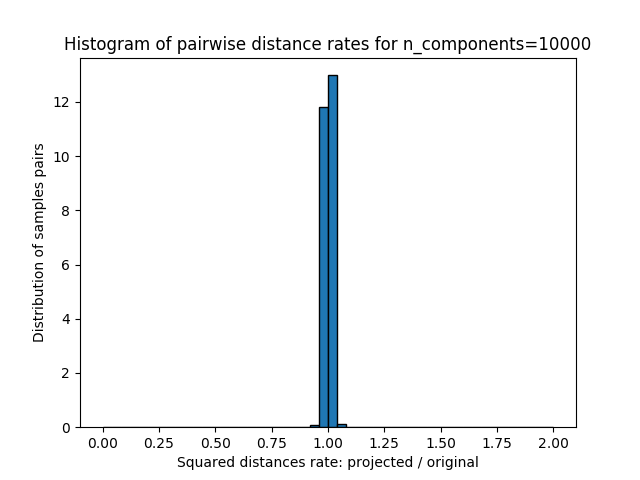 Histogram of pairwise distance rates for n_components=10000
Distribution of samples pairs
12
10
8
6
4
2
0
0.00 0.25 0.50 0.75 1.00 1.25 1.50 1.75 2.00
Squared distances rate: projected / original